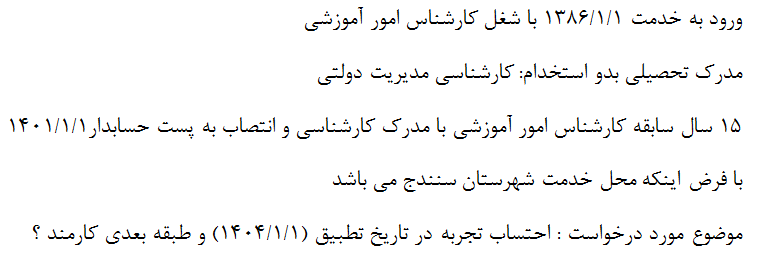 ورود به خدمت ۱۳۸۶/۱/۱ با شغل کارشناس امور آموزشی
مدرک تحصیلی بدو استخدام: کارشناسی مدیریت دولتی
۱۵ سال سابقه کارشناس امور آموزشی با مدرک کارشناسی و انتصاب به پست حسابدار۱۴۰۱/۱/۱
با فرض اینکه محل خدمت شهرستان سنندج می باشد
موضوع مورد درخواست : احتساب تجربه در تاریخ تطبیق (۱۴۰۴/۱/۱) و طبقه بعدی کارمند ؟